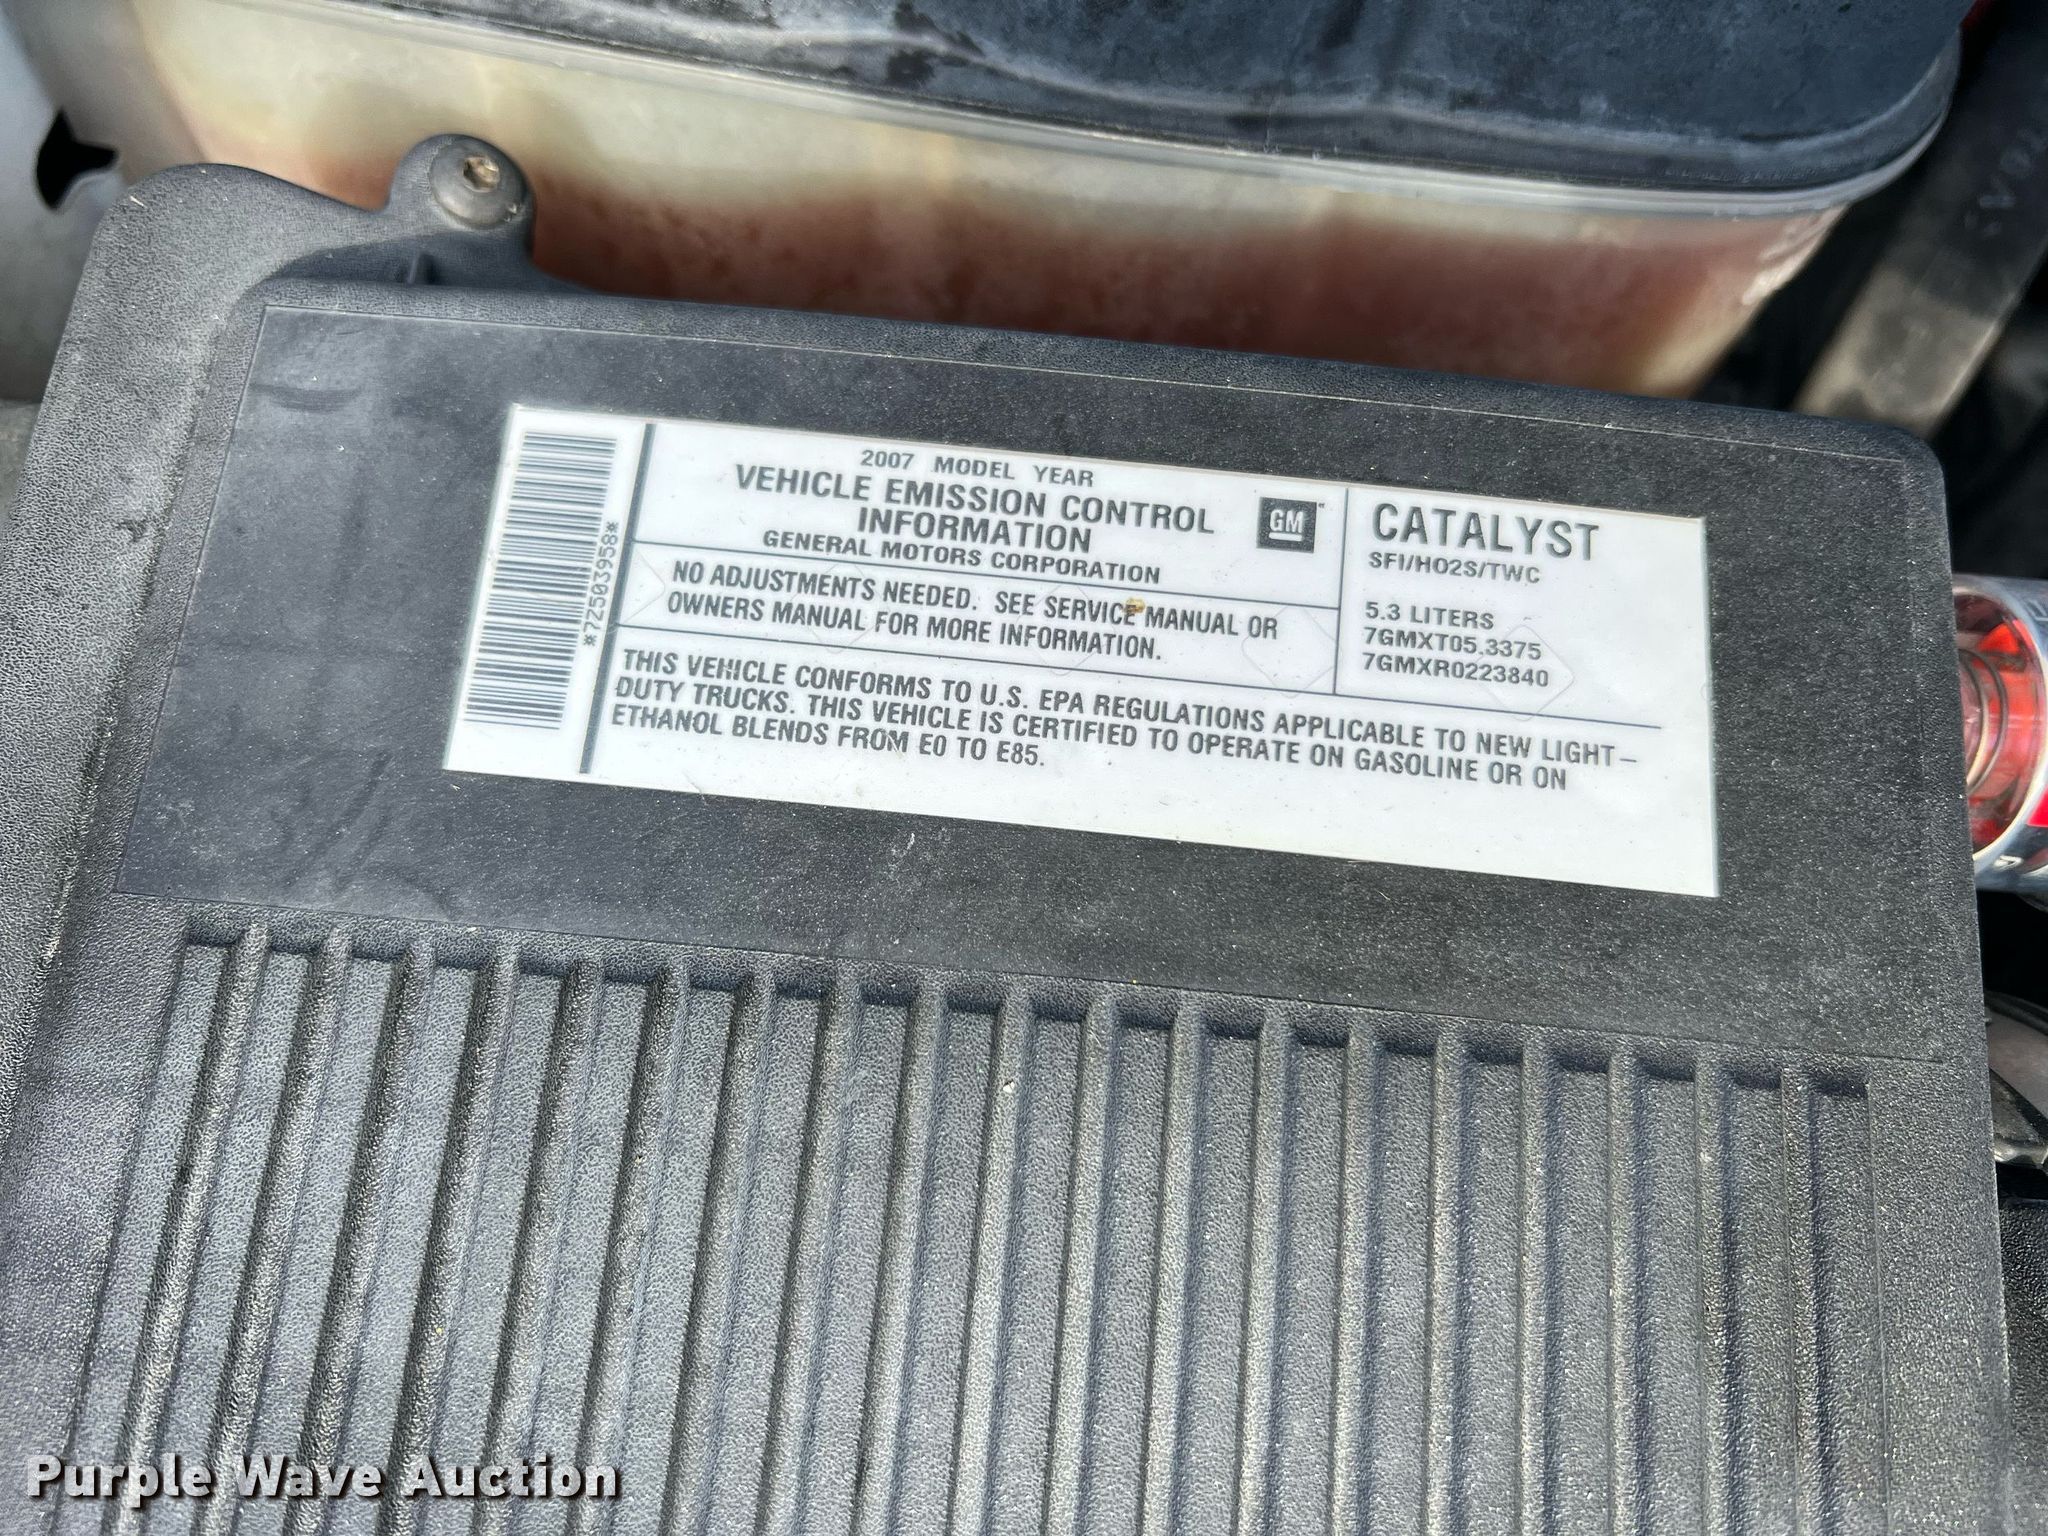 2007 MODEL YEAR
VEHICLE EMISSION CONTROL
INFORMATION
GENERAL MOTORS CORPORATION
GM
NO ADJUSTMENTS NEEDED. SEE SERVICE MANUAL OR
OWNERS MANUAL FOR MORE INFORMATION.
CATALYST
SFI/HO2S/TWC
5.3 LITERS
7GMXT05.3375
7GMXR0223840
THIS VEHICLE CONFORMS TO U.S. EPA REGULATIONS APPLICABLE TO NEW LIGHT-
DUTY TRUCKS. THIS VEHICLE IS CERTIFIED TO OPERATE ON GASOLINE OR ON
ETHANOL BLENDS FROM E0 TO E85.
*72503958*
Purple Wave Auction